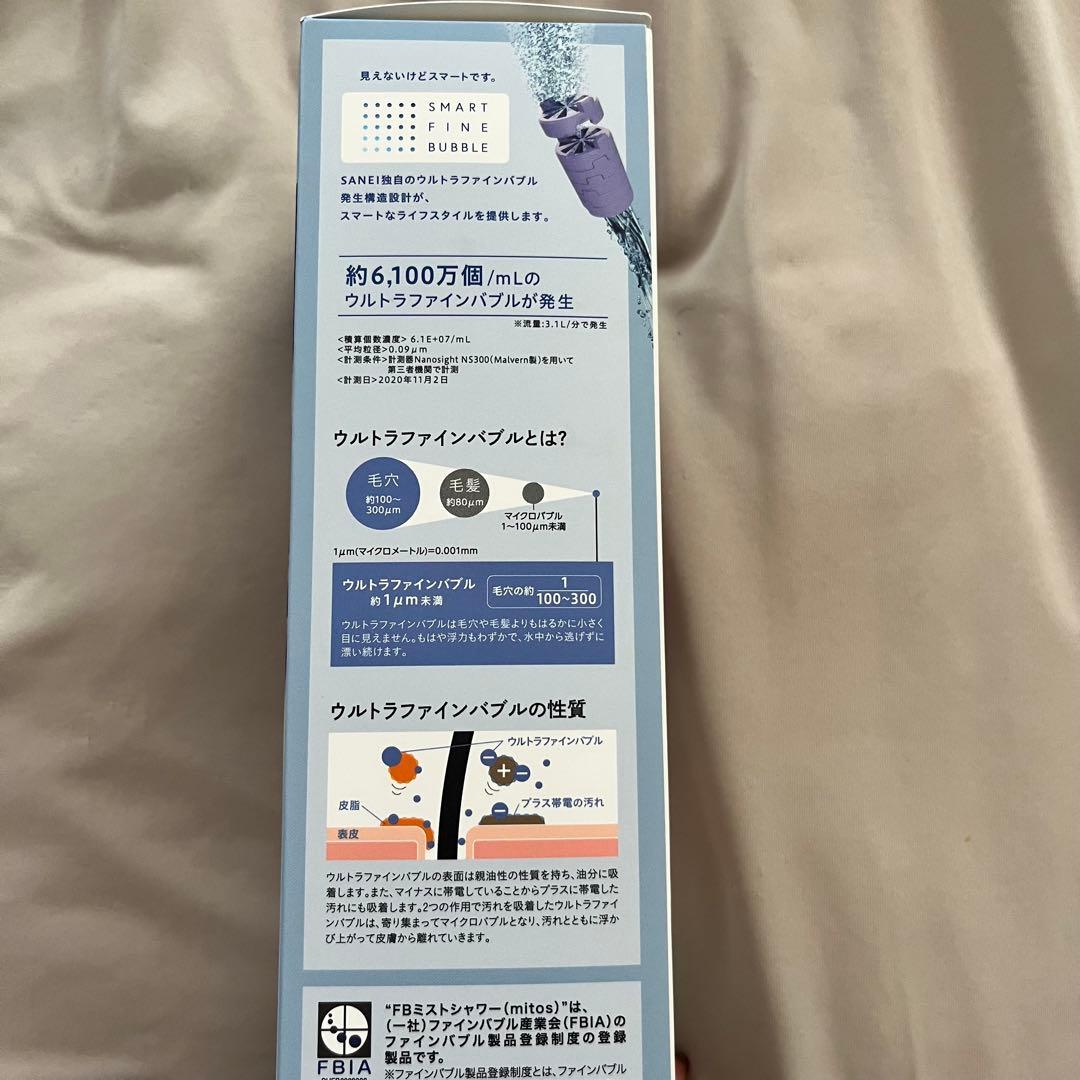 見えないけどスマートです。
SMART
FINE
BUBBLE
SANEI独自のウルトラファインバブル
発生構造設計が、
スマートなライフスタイルを提供します。
約6,100万個/mLの
ウルトラファインバブルが発生
※流量:3.1L/分で発生
<積算個数濃度> 6.1E+07/mL
<平均粒径>0.09μm
<計測条件>計測器Nanosight NS300(Malvern製)を用いて
第三者機関で計測
<計測日>2020年11月2日
ウルトラファインバブルとは?
毛穴
約100〜
300μm
毛髪
約80μm
マイクロバブル
1〜100μm未満
1μm(マイクロメートル)=0.001mm
ウルトラファインバブル
約1μm未満
毛穴の約 1
100~300
ウルトラファインバブルは毛穴や毛髪よりもはるかに小さく
目に見えません。もはや浮力もわずかで、水中から逃げずに
漂い続けます。
ウルトラファインバブルの性質
ウルトラファインバブル
皮脂
プラス帯電の汚れ
表皮
ウルトラファインバブルの表面は親油性の性質を持ち、油分に吸
着します。また、マイナスに帯電していることからプラスに帯電した
汚れにも吸着します。2つの作用で汚れを吸着したウルトラファイ
ンバブルは、寄り集まってマイクロバブルとなり、汚れとともに浮か
び上がって皮膚から離れていきます。
"FBミストシャワー(mitos)"は、
(一社)ファインバブル産業会(FBIA)の
ファインバブル製品登録制度の登録
製品です。
FBIA
※ファインバブル製品登録制度とは、ファインバブル